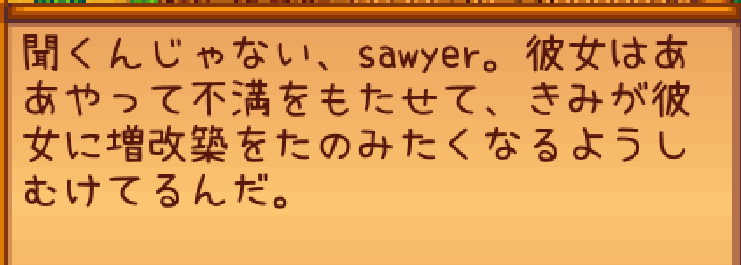 聞くんじゃない、sawyer。彼女はあ
あやって不満をもたせて、きみが彼
女に増改築をたのみたくなるようし
むけてるんだ。